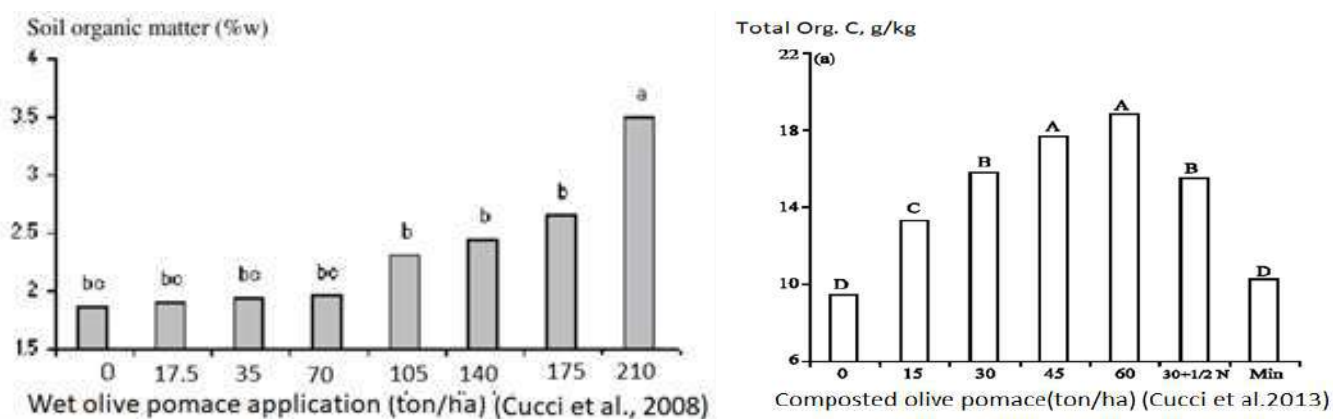 Soil organic matter (%w)
4
3.5
3
2.5
2
1.5
bc
bc
bc
bc
b
b
b
a
0 17.5 35 70 105 140 175 210
Wet olive pomace application (ton/ha) (Cucci et al., 2008)
Total Org. C, g/kg
22
18
14
10
6
(a)
D
C
B
A
A
B
D
0 15 30 45 60 30+1/2 N Min
Composted olive pomace(ton/ha) (Cucci et al.2013)